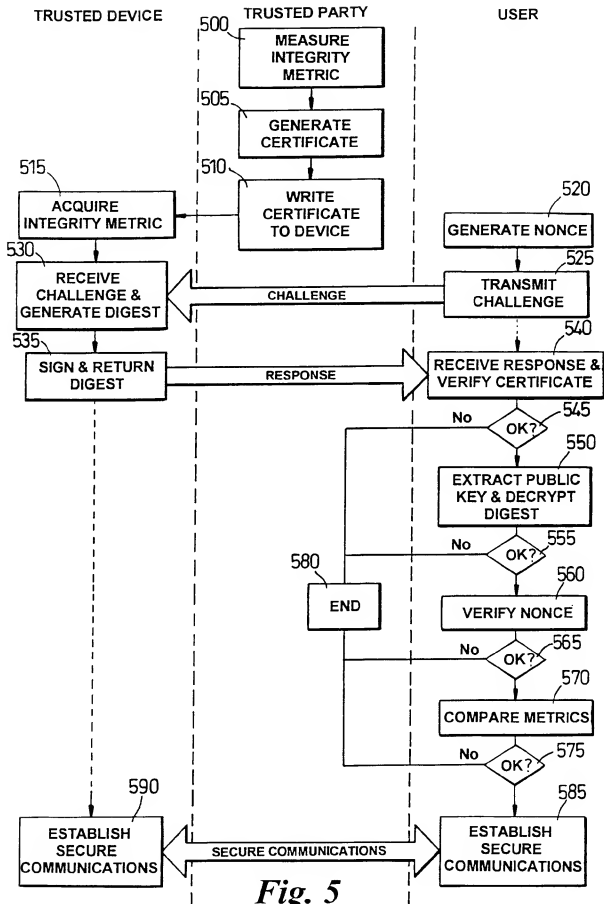 TRUSTED DEVICE
TRUSTED PARTY
USER
500
MEASURE
INTEGRITY
METRIC
505
GENERATE
CERTIFICATE
510
WRITE
CERTIFICATE
TO DEVICE
515
ACQUIRE
INTEGRITY METRIC
520
GENERATE NONCE
525
TRANSMIT
CHALLENGE
CHALLENGE
530
RECEIVE
CHALLENGE &
GENERATE DIGEST
535
SIGN & RETURN
DIGEST
RESPONSE
540
RECEIVE RESPONSE &
VERIFY CERTIFICATE
No
OK?
545
550
EXTRACT PUBLIC
KEY & DECRYPT
DIGEST
No
OK?
555
580
END
560
VERIFY NONCE
No
OK?
565
570
COMPARE METRICS
No
OK?
575
590
ESTABLISH
SECURE
COMMUNICATIONS
SECURE COMMUNICATIONS
585
ESTABLISH
SECURE
COMMUNICATIONS
Fig. 5